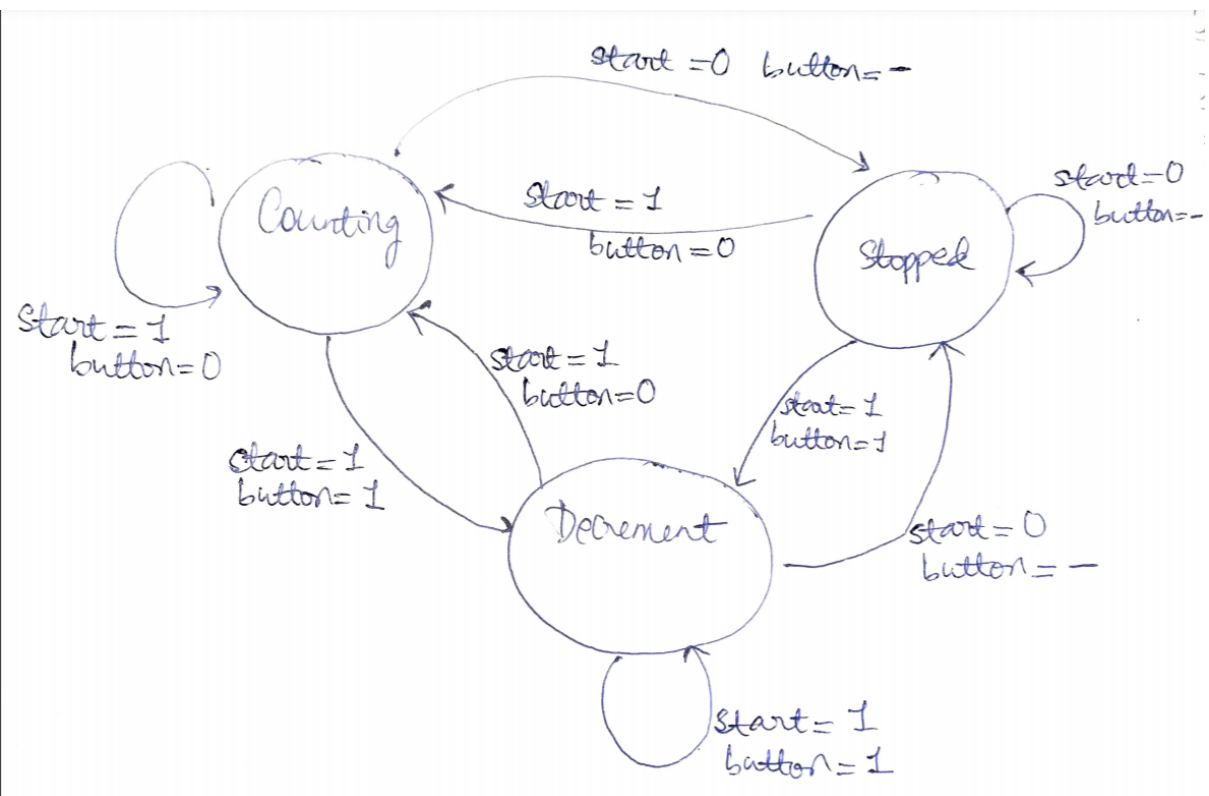 start =0 button= -
Counting
start = 1
button=0
Stopped
start=0
button=-
start = 1
button=0
start = 1
button=0
start= 1
button=1
start = 1
button= 1
Decrement
start= 0
button= -
start= 1
button= 1